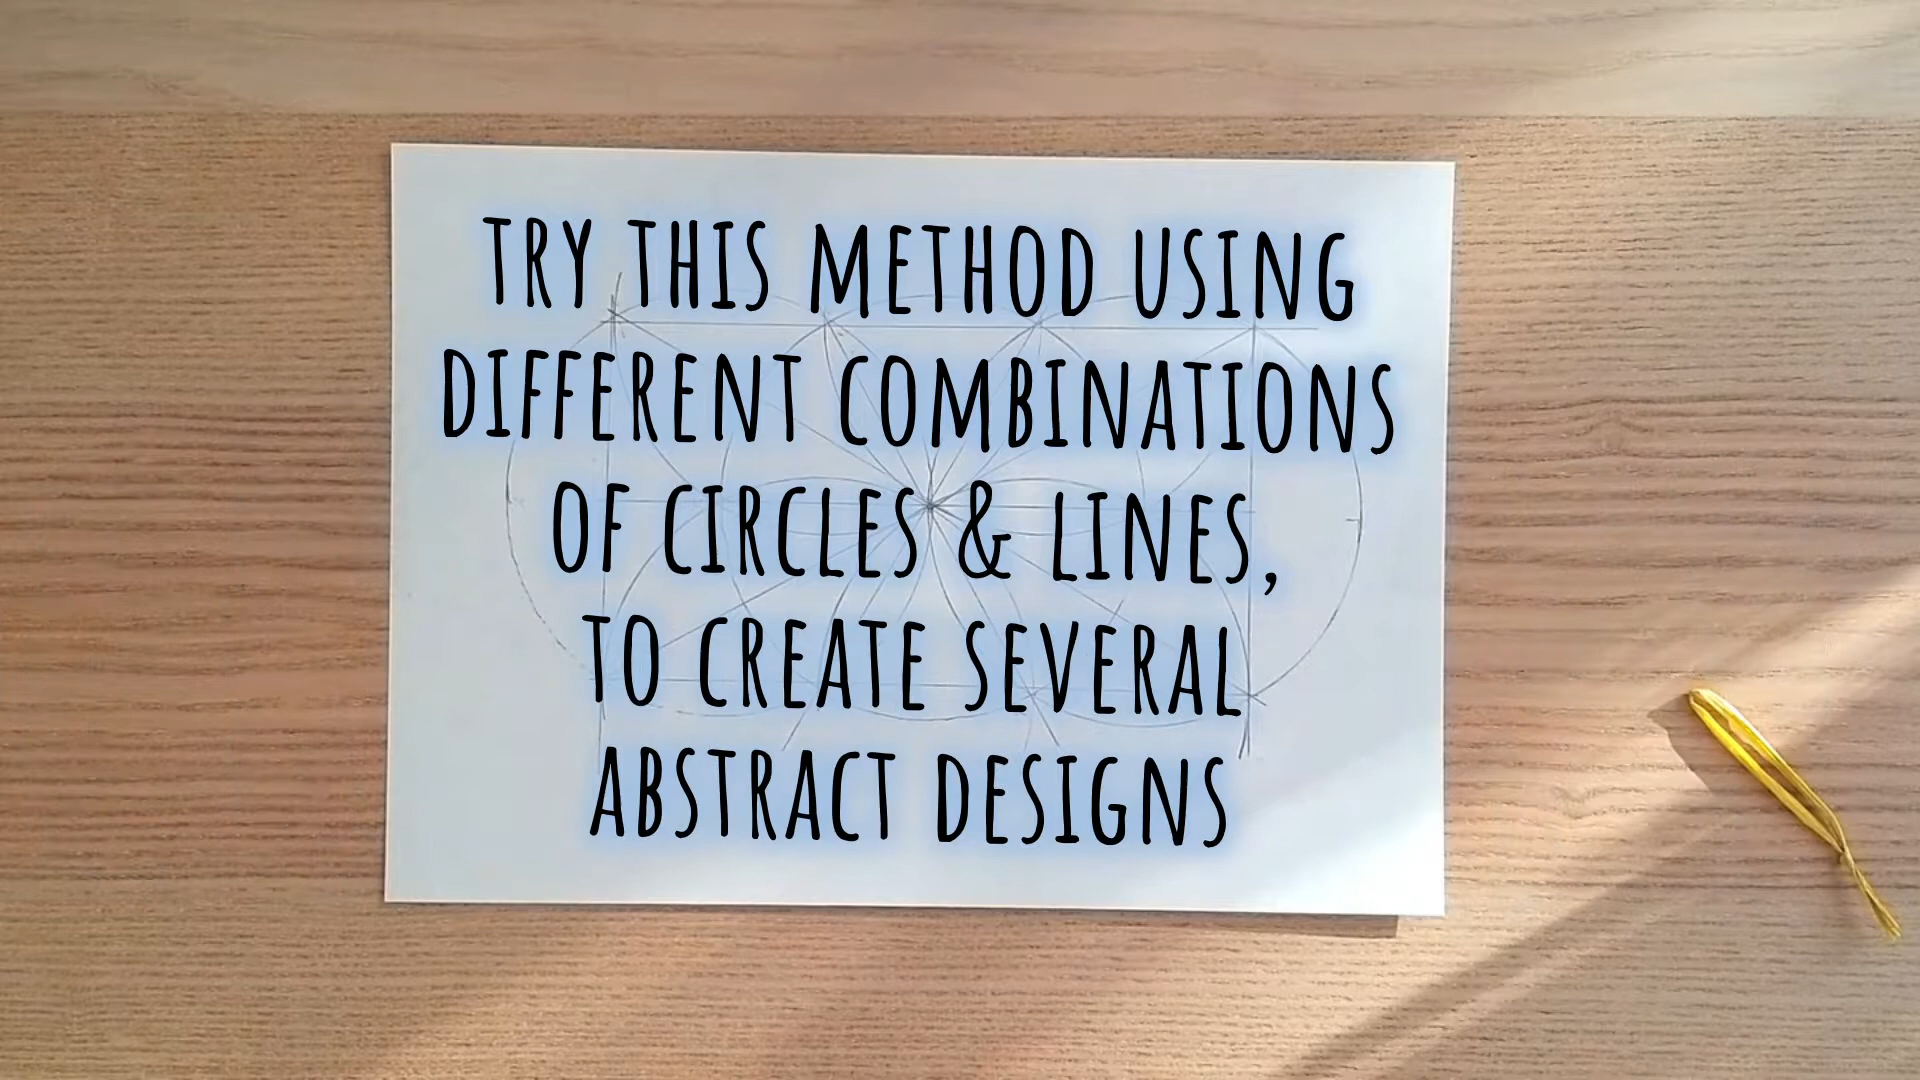 TRY THIS METHOD USING
DIFFERENT COMBINATIONS
OF CIRCLES & LINES,
TO CREATE SEVERAL
ABSTRACT DESIGNS